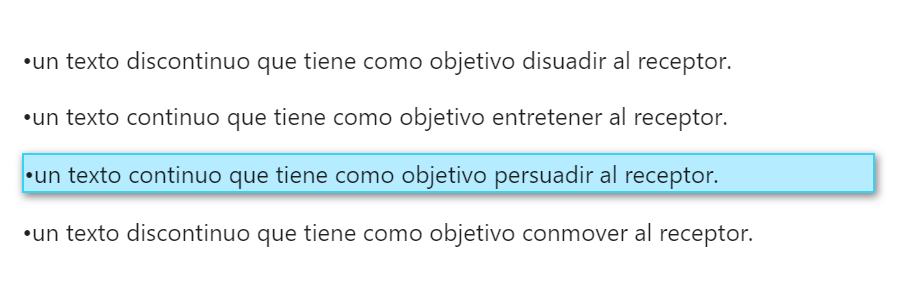 •un texto discontinuo que tiene como objetivo disuadir al receptor.
•un texto continuo que tiene como objetivo entretener al receptor.
•un texto continuo que tiene como objetivo persuadir al receptor.
•un texto discontinuo que tiene como objetivo conmover al receptor.